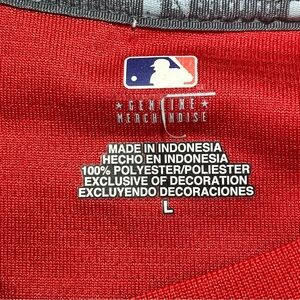 ★ GENUINE ★
MERCHANDISE
MADE IN INDONESIA
HECHO EN INDONESIA
100% POLYESTER/POLIESTER
EXCLUSIVE OF DECORATION
EXCLUYENDO DECORACIONES
L